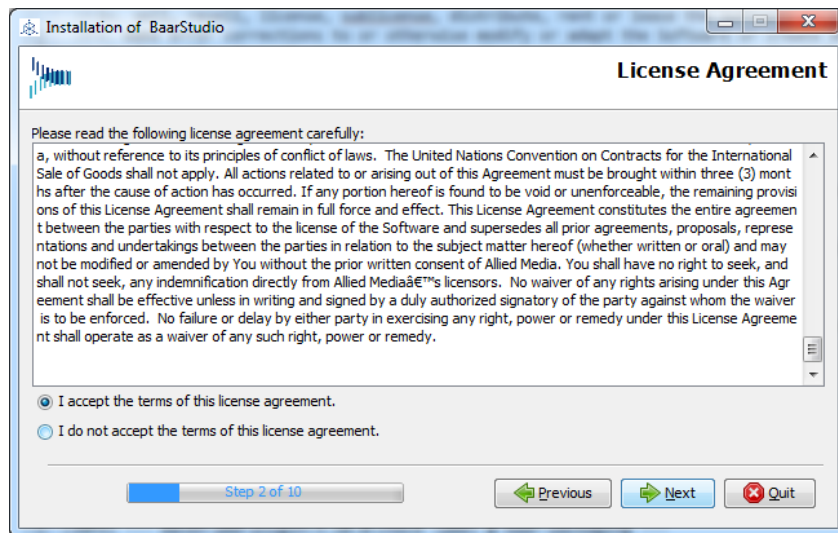 Installation of BaarStudio
License Agreement
Please read the following license agreement carefully:
a, without reference to its principles of conflict of laws.  The United Nations Convention on Contracts for the International
Sale of Goods shall not apply. All actions related to or arising out of this Agreement must be brought within three (3) mont
hs after the cause of action has occurred. If any portion hereof is found to be void or unenforceable, the remaining provisi
ons of this License Agreement shall remain in full force and effect. This License Agreement constitutes the entire agreemen
t between the parties with respect to the license of the Software and supersedes all prior agreements, proposals, represe
ntations and undertakings between the parties in relation to the subject matter hereof (whether written or oral) and may
not be modified or amended by You without the prior written consent of Allied Media. You shall have no right to seek, and
shall not seek, any indemnification directly from Allied Mediaâ€™s licensors.  No waiver of any rights arising under this Agr
eement shall be effective unless in writing and signed by a duly authorized signatory of the party against whom the waiver
is to be enforced.  No failure or delay by either party in exercising any right, power or remedy under this License Agreeme
nt shall operate as a waiver of any such right, power or remedy.
I accept the terms of this license agreement.
I do not accept the terms of this license agreement.
Step 2 of 10
Previous
Next
Quit